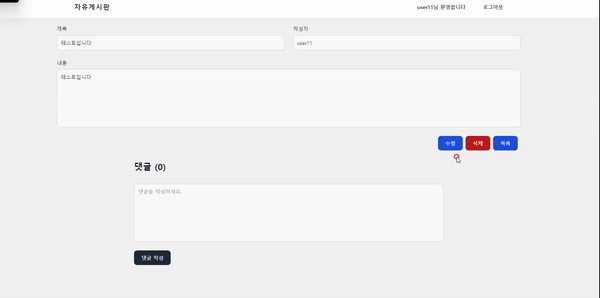 자유게시판
user11님 환영합니다 로그아웃
제목 작성자
테스트입니다 user11
내용
테스트입니다
수정 삭제 목록
댓글 (0)
댓글을 작성하세요
댓글 작성